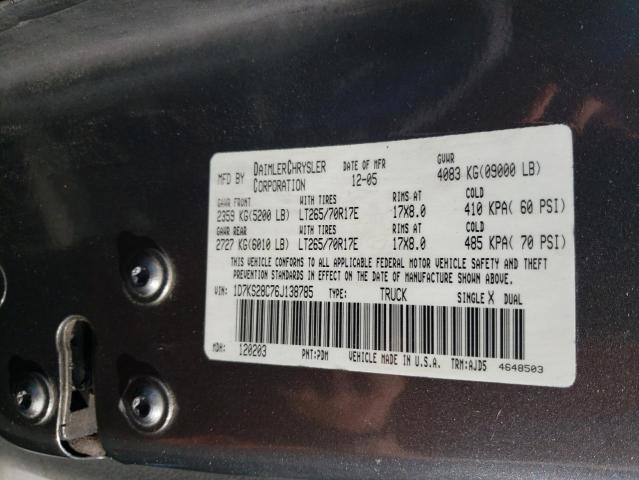 MFD BY DAIMLERCHRYSLER CORPORATION DATE OF MFR 12-05 GVWR 4083 KG(09000 LB)
GAWR FRONT WITH TIRES RIMS AT COLD
2359 KG(5200 LB) LT265/70R17E 17X8.0 410 KPA( 60 PSI)
GAWR REAR WITH TIRES RIMS AT COLD
2727 KG(6010 LB) LT265/70R17E 17X8.0 485 KPA( 70 PSI)
THIS VEHICLE CONFORMS TO ALL APPLICABLE FEDERAL MOTOR VEHICLE SAFETY AND THEFT
PREVENTION STANDARDS IN EFFECT ON THE DATE OF MANUFACTURE SHOWN ABOVE.
VIN: 1D7KS28C76J138785 TYPE: TRUCK SINGLE X DUAL
MDH: 120203 PNT:PDM VEHICLE MADE IN U.S.A. TRM:AJD5 4648503